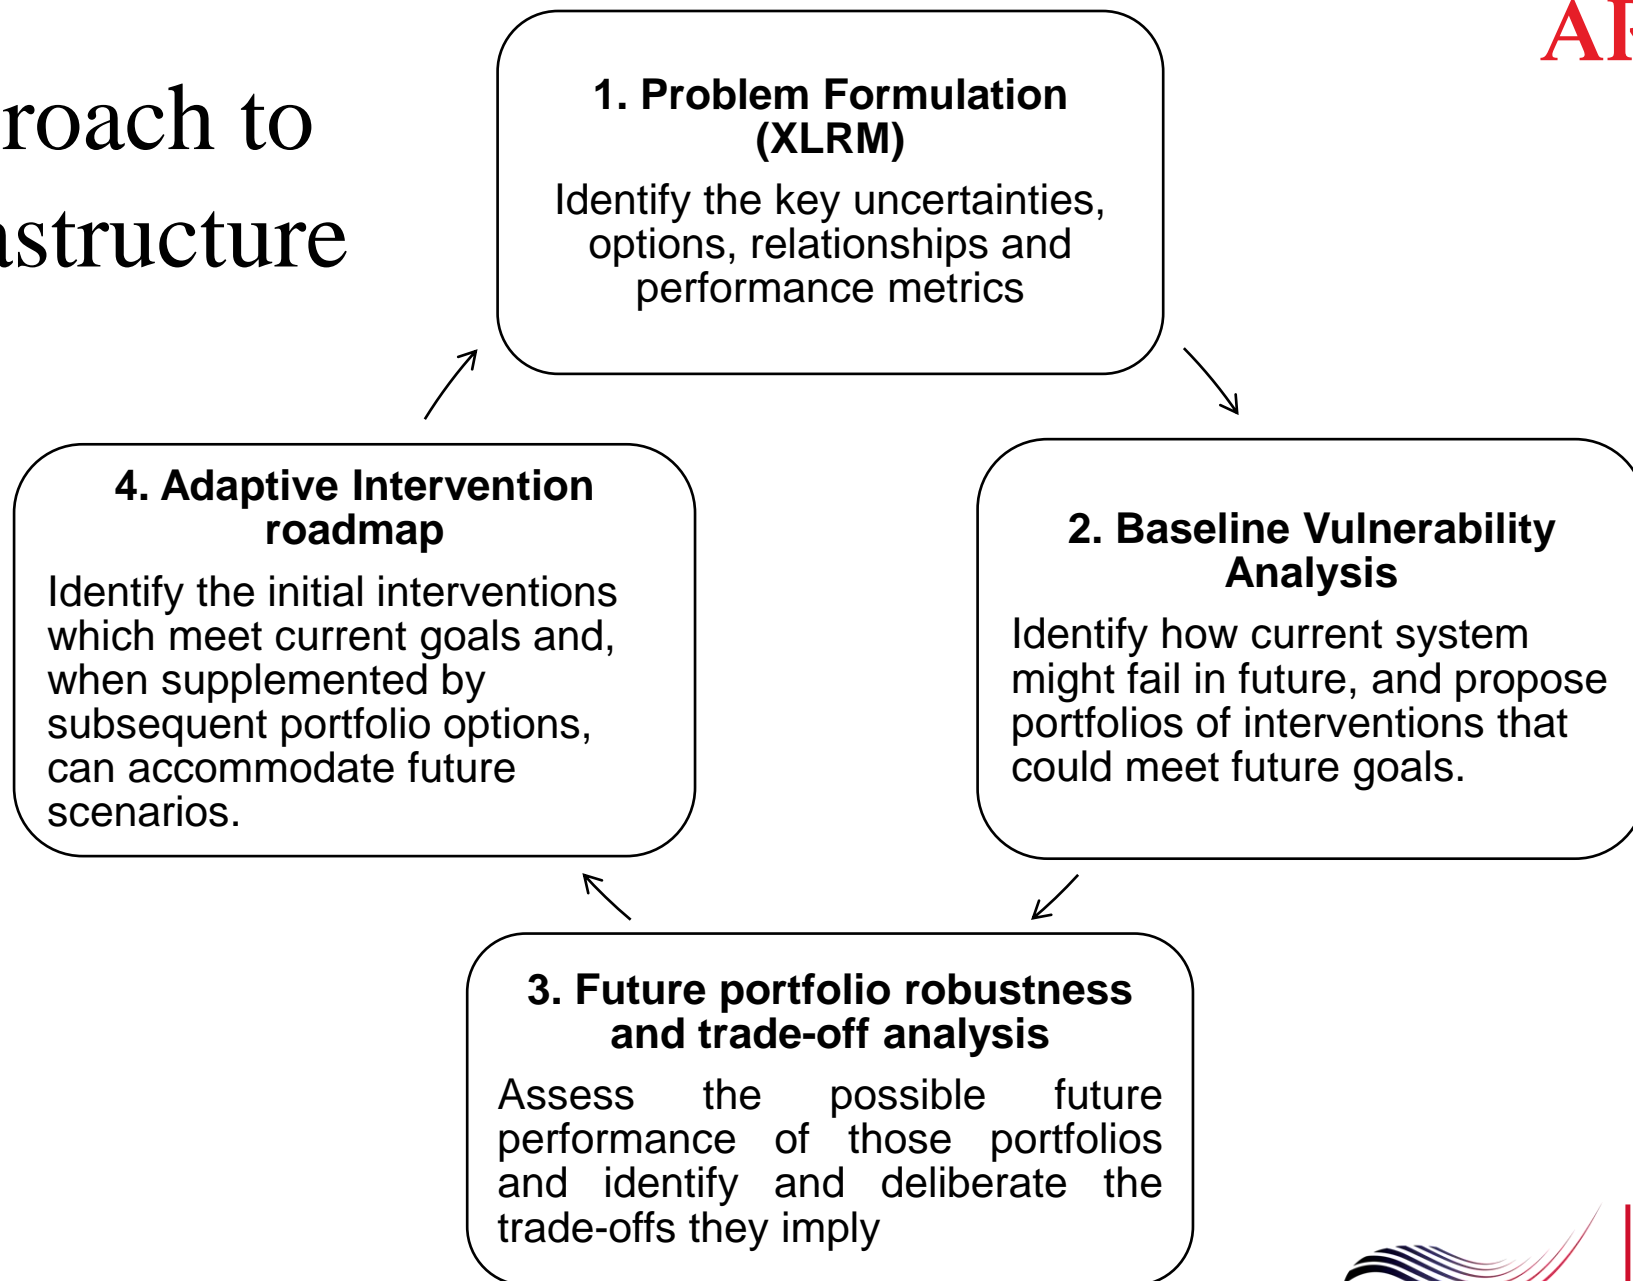 roach to
astructure
1. Problem Formulation
(XLRM)
Identify the key uncertainties,
options, relationships and
performance metrics
2. Baseline Vulnerability
Analysis
Identify how current system
might fail in future, and propose
portfolios of interventions that
could meet future goals.
3. Future portfolio robustness
and trade-off analysis
Assess the possible future
performance of those portfolios
and identify and deliberate the
trade-offs they imply
4. Adaptive Intervention
roadmap
Identify the initial interventions
which meet current goals and,
when supplemented by
subsequent portfolio options,
can accommodate future
scenarios.